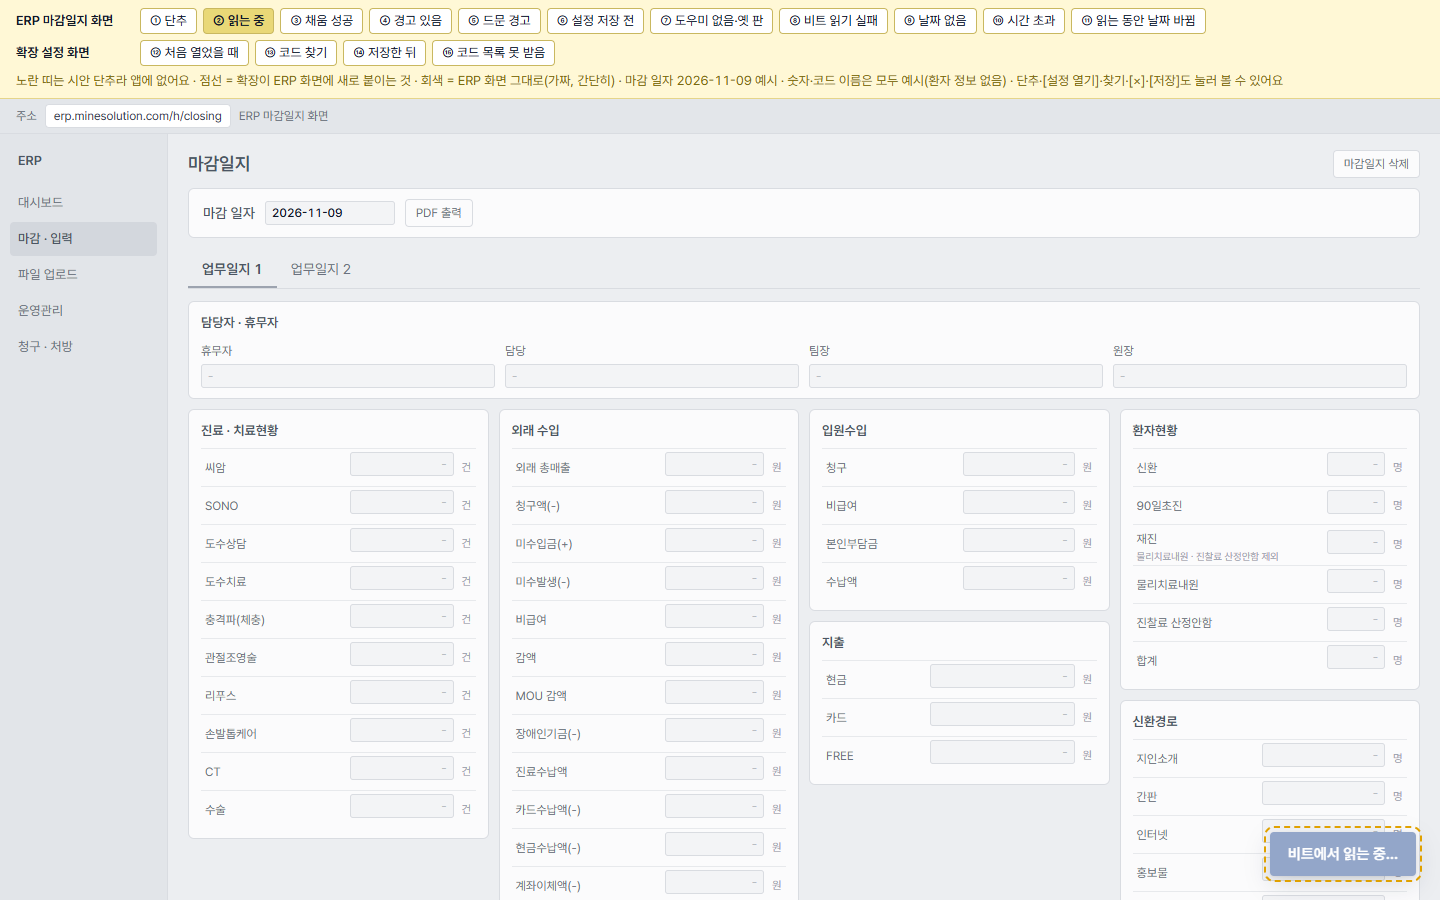 ERP 마감일지 화면 ① 단추 ② 읽는 중 ③ 채움 성공 ④ 경고 있음 ⑤ 드문 경고 ⑥ 설정 저장 전 ⑦ 도우미 없음·옛 판 ⑧ 비트 읽기 실패 ⑨ 날짜 없음 ⑩ 시간 초과 ⑪ 읽는 동안 날짜 바뀜
확장 설정 화면 ⑫ 처음 열었을 때 ⑬ 코드 찾기 ⑭ 저장한 뒤 ⑮ 코드 목록 못 받음
노란 띠는 시안 단추라 앱에 없어요 · 점선 = 확장이 ERP 화면에 새로 붙이는 것 · 회색 = ERP 화면 그대로(가짜, 간단히) · 마감 일자 2026-11-09 예시 · 숫자·코드 이름은 모두 예시(환자 정보 없음) · 단추·[설정 열기]·찾기·[×]·[저장]도 눌러 볼 수 있어요
주소 erp.minesolution.com/h/closing ERP 마감일지 화면
ERP
대시보드
마감 · 입력
파일 업로드
운영관리
청구 · 처방
마감일지
마감일지 삭제
마감 일자 2026-11-09 PDF 출력
업무일지 1 업무일지 2
담당자 · 휴무자
휴무자 담당 팀장 원장
– – – –
진료 · 치료현황
씨암 – 건
SONO – 건
도수상담 – 건
도수치료 – 건
충격파(체충) – 건
관절조영술 – 건
리푸스 – 건
손발톱케어 – 건
CT – 건
수술 – 건
외래 수입
외래 총매출 – 원
청구액(-) – 원
미수입금(+) – 원
미수발생(-) – 원
비급여 – 원
감액 – 원
MOU 감액 – 원
장애인기금(-) – 원
진료수납액 – 원
카드수납액(-) – 원
현금수납액(-) – 원
계좌이체액(-) – 원
입원수입
청구 – 원
비급여 – 원
본인부담금 – 원
수납액 – 원
지출
현금 – 원
카드 – 원
FREE – 원
환자현황
신환 – 명
90일초진 – 명
재진 – 명
물리치료내원 · 진찰료 산정안함 제외
물리치료내원 – 명
진찰료 산정안함 – 명
합계 – 명
신환경로
지인소개 – 명
간판 – 명
인터넷
홍보물
비트에서 읽는 중…